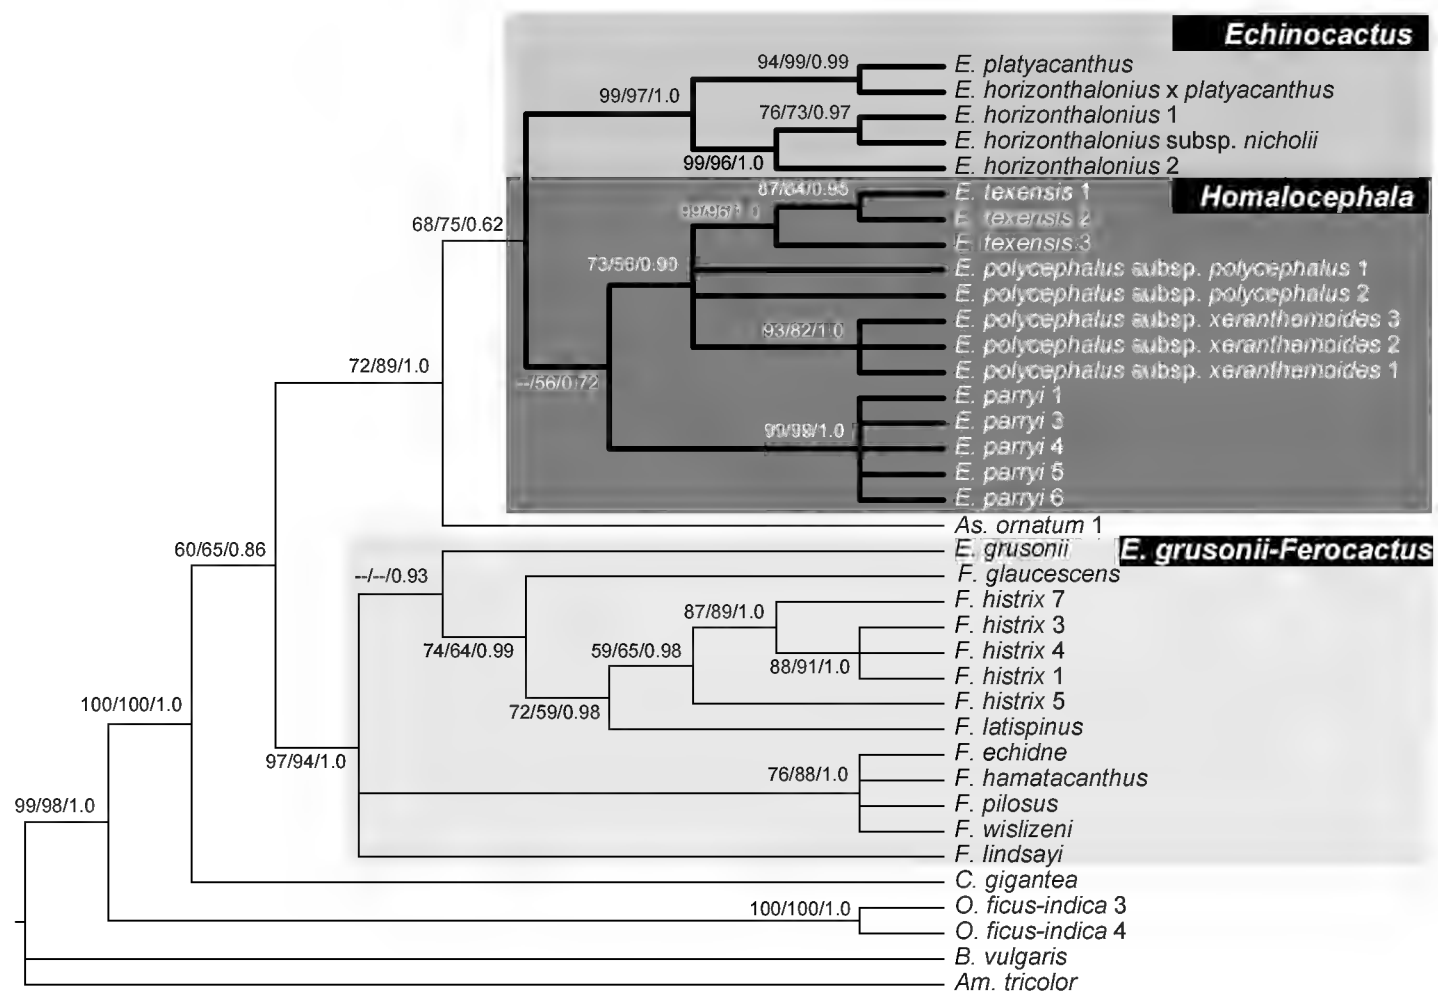 Echinocactus
94/99/0.99
E. platyacanthus
E. horizonthalonius x platyacanthus
99/97/1.0
76/73/0.97
E. horizonthalonius 1
E. horizonthalonius subsp. nicholii
99/96/1.0
E. horizonthalonius 2
Homalocephala
87/64/0.95
E. texensis 1
99/96/1.0
E. texensis 2
E. texensis 3
68/75/0.62
73/56/0.90
E. polycephalus subsp. polycephalus 1
E. polycephalus subsp. polycephalus 2
93/82/1.0
E. polycephalus subsp. xeranthemoides 3
E. polycephalus subsp. xeranthemoides 2
E. polycephalus subsp. xeranthemoides 1
72/89/1.0
--/56/0.72
E. parryi 1
E. parryi 3
99/98/1.0
E. parryi 4
E. parryi 5
E. parryi 6
As. ornatum 1
60/65/0.86
E. grusonii
E. grusonii-Ferocactus
--/--/0.93
F. glaucescens
87/89/1.0
F. histrix 7
F. histrix 3
74/64/0.99
59/65/0.98
F. histrix 4
88/91/1.0
F. histrix 1
F. histrix 5
100/100/1.0
72/59/0.98
F. latispinus
97/94/1.0
F. echidne
76/88/1.0
F. hamatacanthus
99/98/1.0
F. pilosus
F. wislizeni
F. lindsayi
C. gigantea
100/100/1.0
O. ficus-indica 3
O. ficus-indica 4
B. vulgaris
Am. tricolor